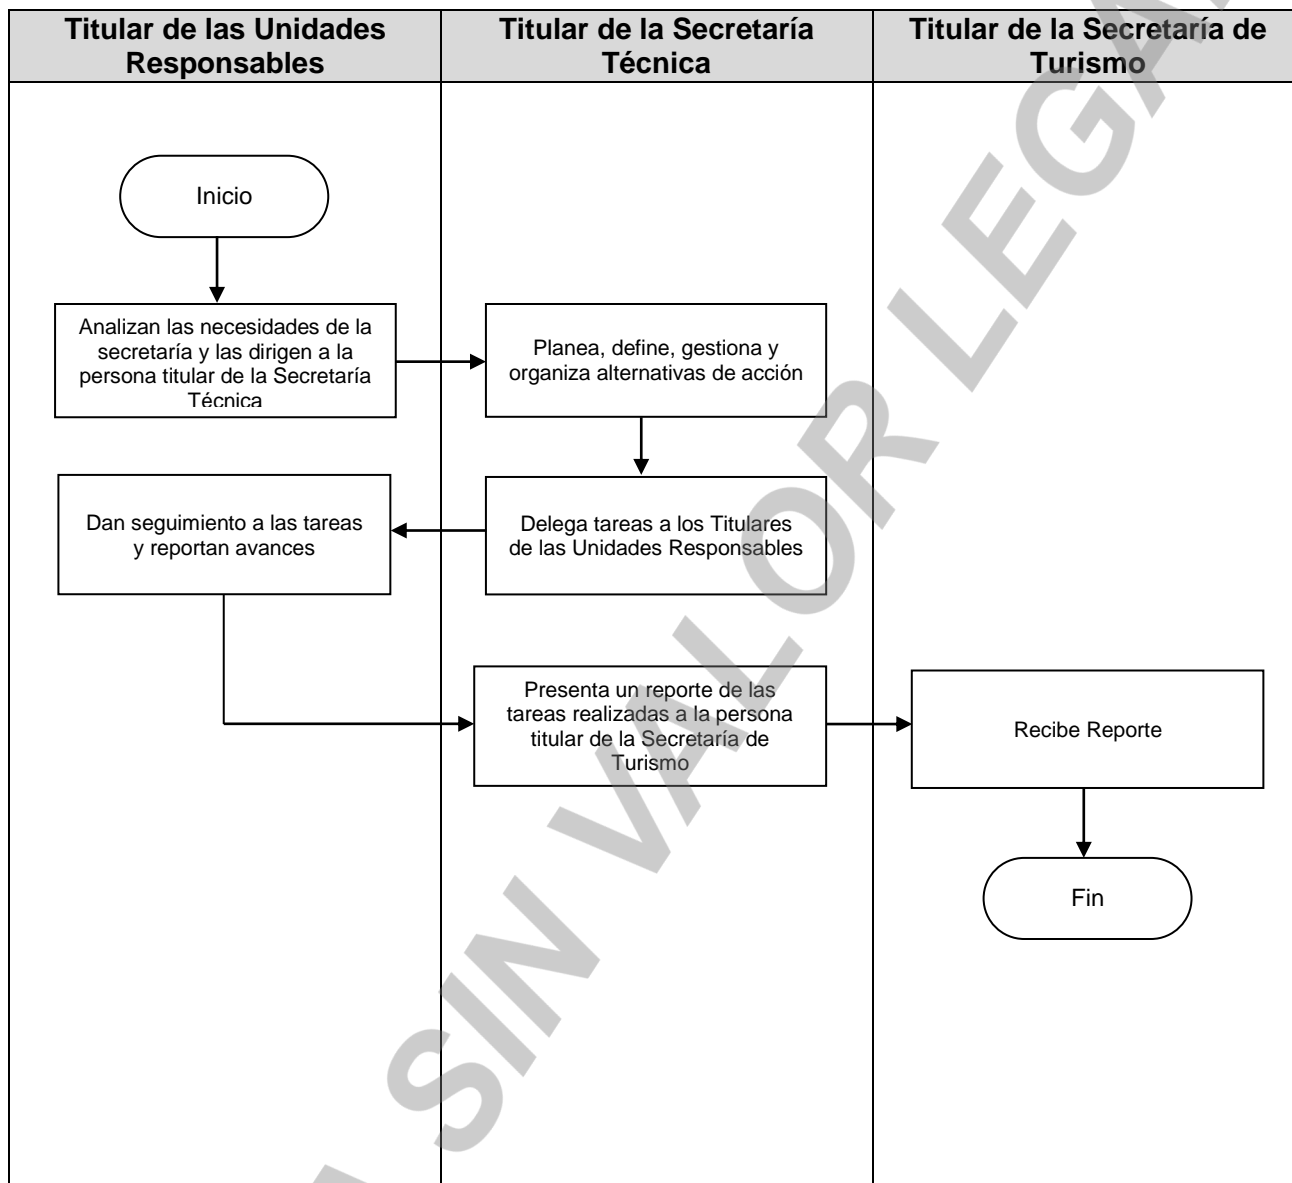 Titular de las Unidades
Responsables
Titular de la Secretaría
Técnica
Titular de la Secretaría de
Turismo
Inicio
Analizan las necesidades de la
secretaría y las dirigen a la
persona titular de la Secretaría
Técnica
Planea, define, gestiona y
organiza alternativas de acción
Delega tareas a los Titulares
de las Unidades Responsables
Dan seguimiento a las tareas
y reportan avances
Presenta un reporte de las
tareas realizadas a la persona
titular de la Secretaría de
Turismo
Recibe Reporte
Fin
SIN VALOR LEGAL